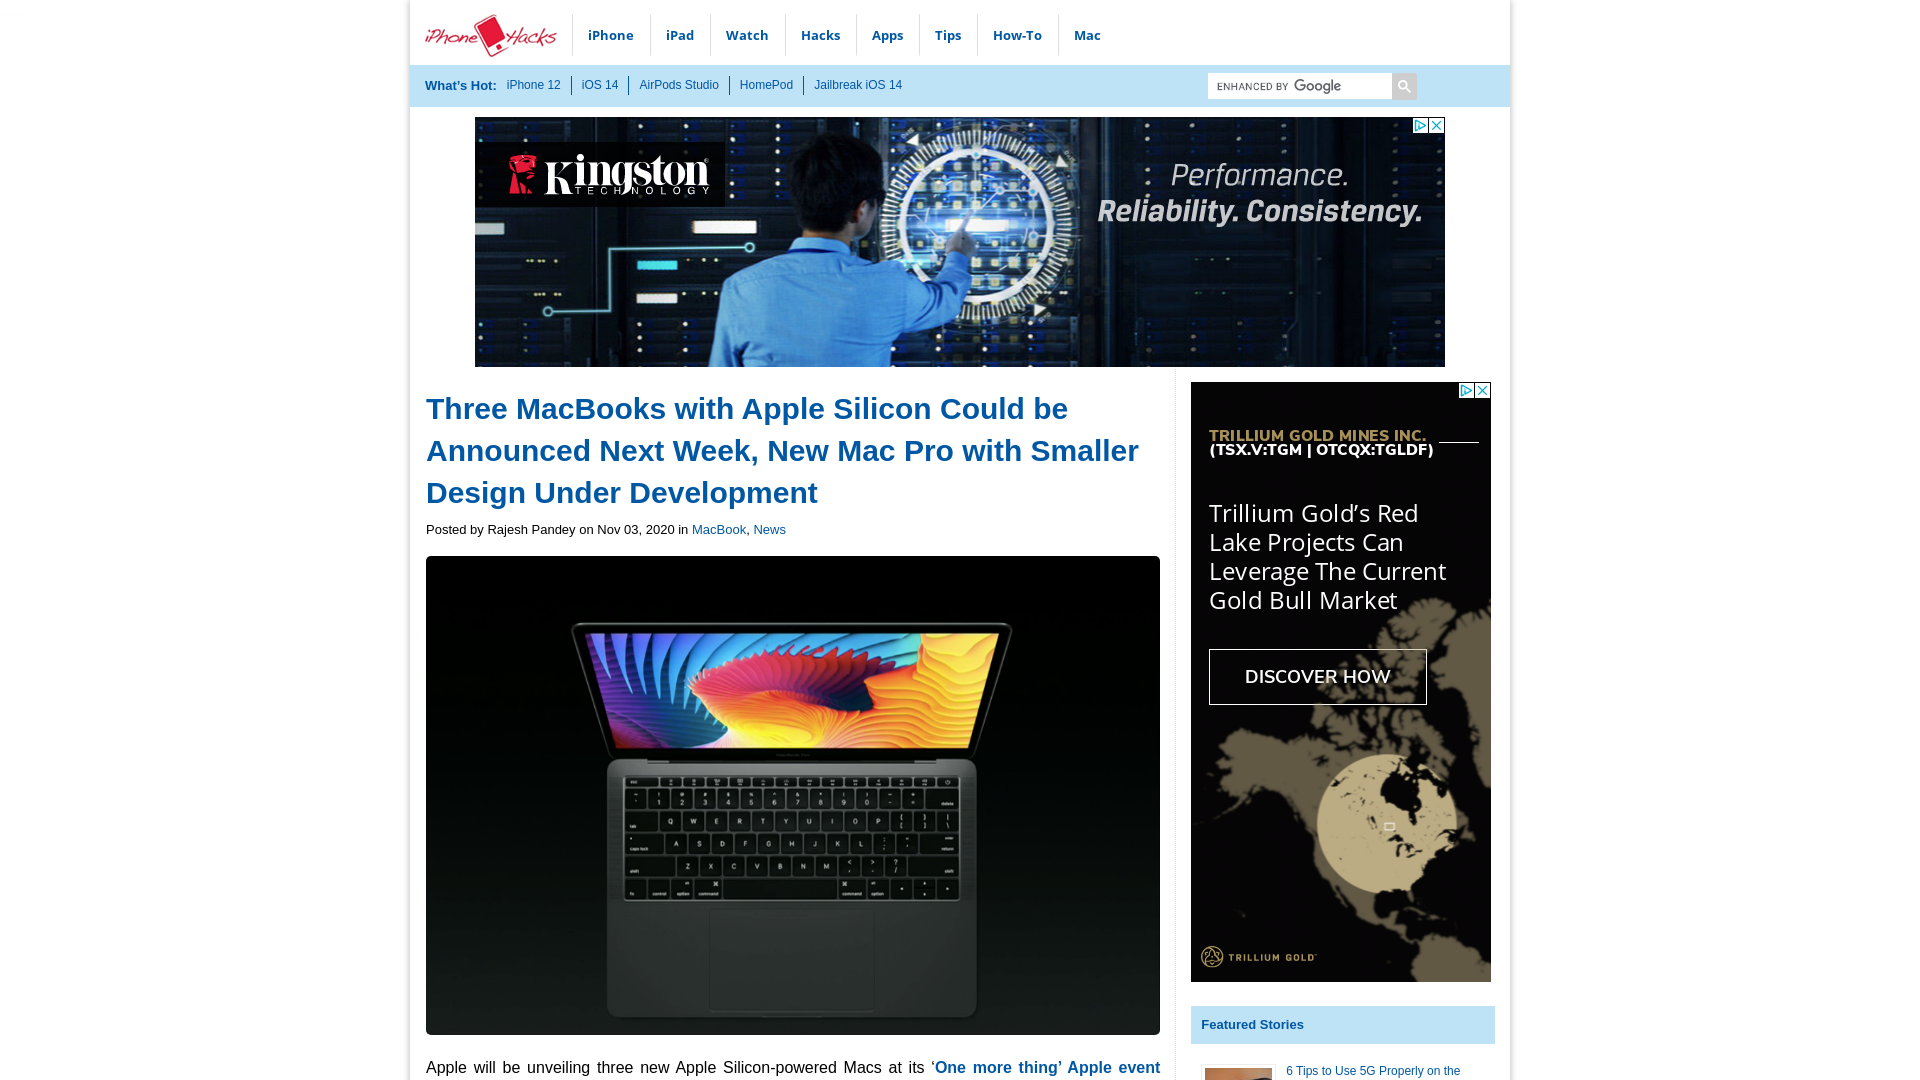 iPhone Hacks
iPhone
iPad
Watch
Hacks
Apps
Tips
How-To
Mac
What's Hot:
iPhone 12
iOS 14
AirPods Studio
HomePod
Jailbreak iOS 14
ENHANCED BY Google
Kingston
TECHNOLOGY
Performance.
Reliability. Consistency.
Three MacBooks with Apple Silicon Could be
Announced Next Week, New Mac Pro with Smaller
Design Under Development
Posted by Rajesh Pandey on Nov 03, 2020 in MacBook, News
Apple will be unveiling three new Apple Silicon-powered Macs at its ‘One more thing’ Apple event
TRILLIUM GOLD MINES INC.
(TSX.V:TGM | OTCQX:TGLDF)
Trillium Gold’s Red
Lake Projects Can
Leverage The Current
Gold Bull Market
DISCOVER HOW
TRILLIUM GOLD
Featured Stories
6 Tips to Use 5G Properly on the